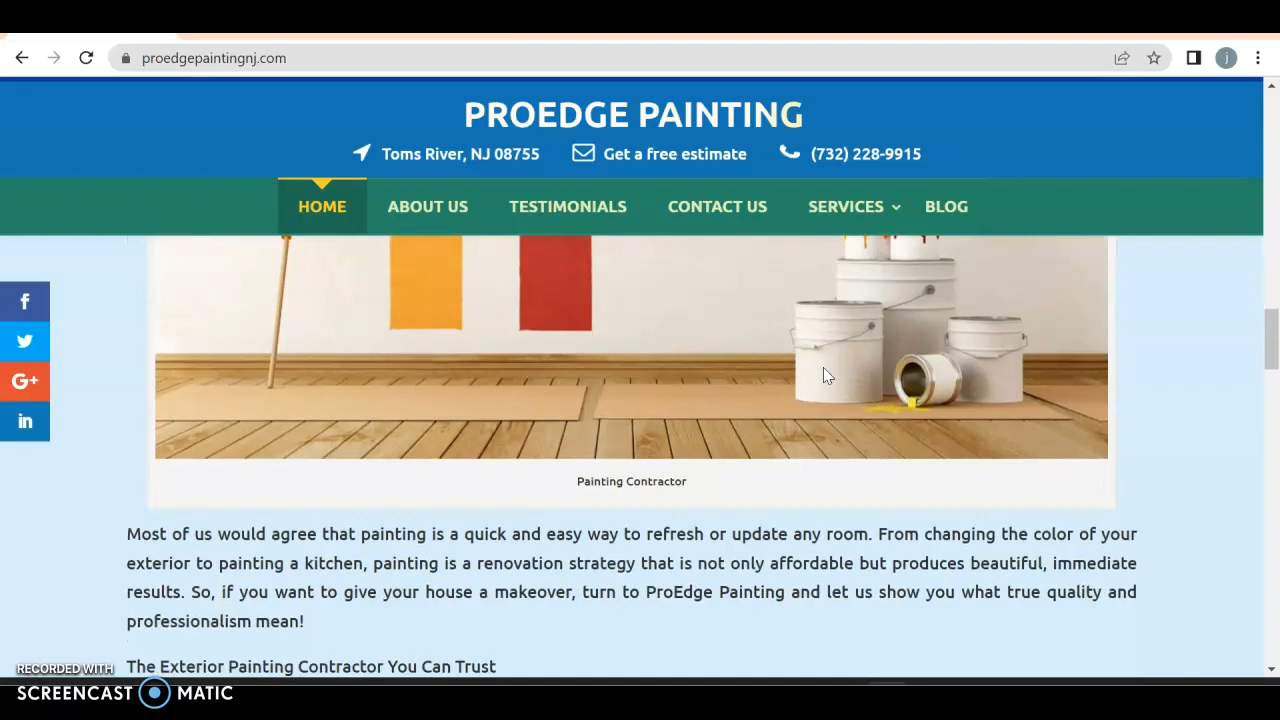 proedgepaintingnj.com
j
PROEDGE PAINTING
Toms River, NJ 08755 Get a free estimate (732) 228-9915
HOME ABOUT US TESTIMONIALS CONTACT US SERVICES BLOG
f
G+
in
Painting Contractor
Most of us would agree that painting is a quick and easy way to refresh or update any room. From changing the color of your
exterior to painting a kitchen, painting is a renovation strategy that is not only affordable but produces beautiful, immediate
results. So, if you want to give your house a makeover, turn to ProEdge Painting and let us show you what true quality and
professionalism mean!
The Exterior Painting Contractor You Can Trust
RECORDED WITH
SCREENCAST MATIC